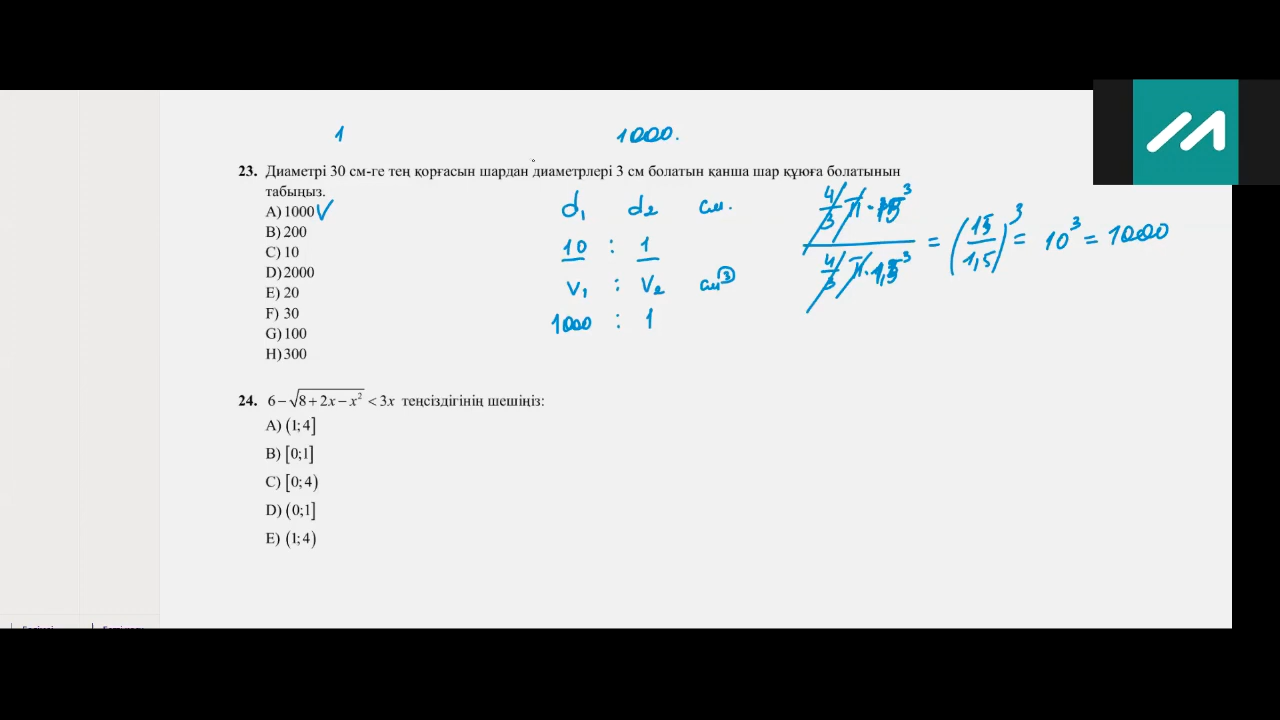 1 1000.
23. Диаметрі 30 см-ге тең қорғасын шардан диаметрлері 3 см болатын қанша шар құюға болатынын
табыңыз.
A) 1000 V
B) 200
C) 10
D) 2000
E) 20
F) 30
G) 100
H) 300
d₁ d₂ см.
10 : 1
V₁ : V₂ см³
1000 : 1
4/3 π · 15³ / 4/3 π · 1,5³ = (15/1,5)³ = 10³ = 1000
24. 6 − √(8 + 2x − x²) < 3x теңсіздігінің шешіңіз:
A) (1; 4]
B) [0;1]
C) [0; 4)
D) (0;1]
E) (1; 4)